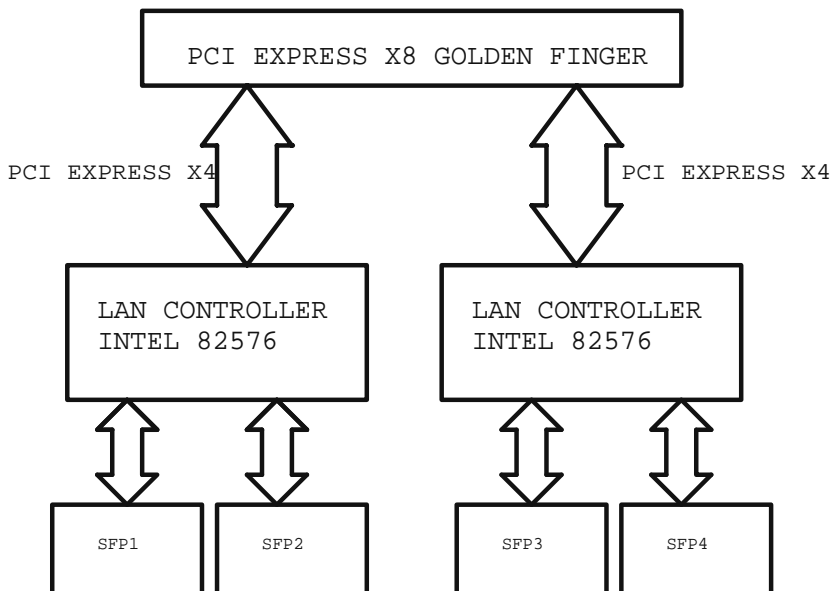 PCI EXPRESS X8 GOLDEN FINGER
PCI EXPRESS X4
PCI EXPRESS X4
LAN CONTROLLER
INTEL 82576
LAN CONTROLLER
INTEL 82576
SFP1
SFP2
SFP3
SFP4